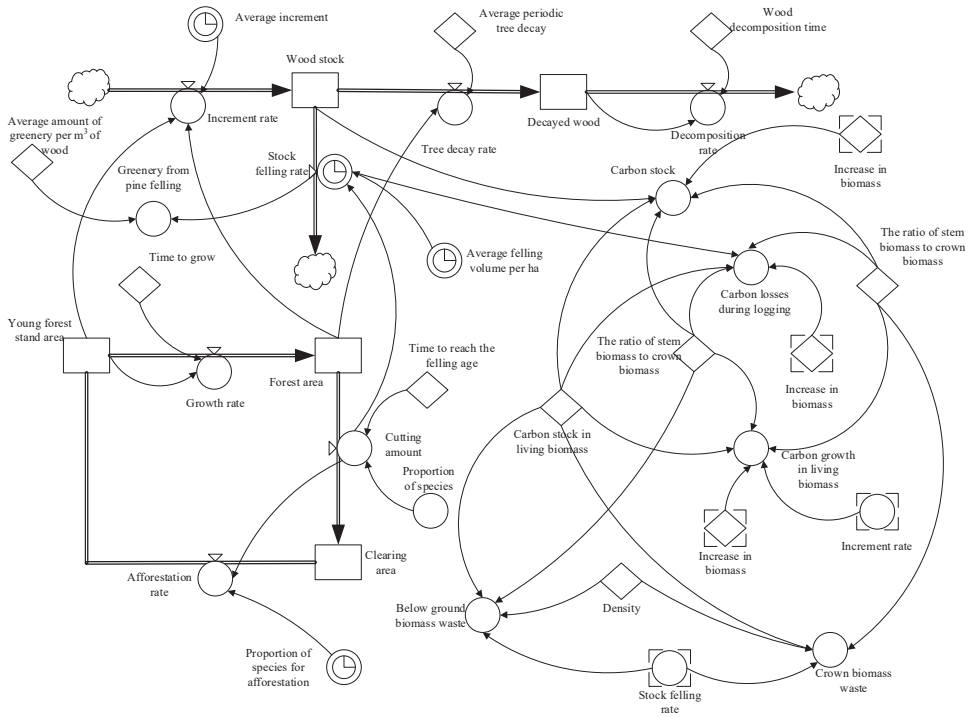 Average increment
Average periodic
tree decay
Wood
decomposition time
Wood stock
Average amount of
greenery per m³ of
wood
Increment rate
Decayed wood
Decomposition
rate
Tree decay rate
Greenery from
pine felling
Stock
felling rate
Carbon stock
Increase in
biomass
The ratio of stem
biomass to crown
biomass
Time to grow
Average felling
volume per ha
Carbon losses
during logging
Young forest
stand area
Forest area
Growth rate
Time to reach the
felling age
The ratio of stem
biomass to crown
biomass
Increase in
biomass
Cutting
amount
Carbon stock in
living biomass
Carbon growth
in living
biomass
Proportion
of species
Increase in
biomass
Increment rate
Clearing
area
Afforestation
rate
Below ground
biomass waste
Density
Proportion of
species for
afforestation
Stock felling
rate
Crown biomass
waste